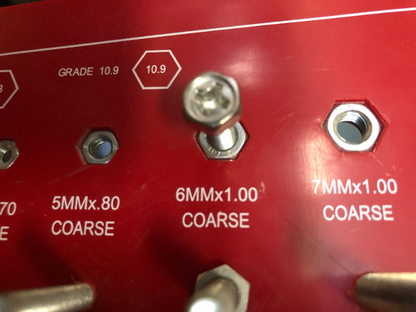 GRADE 10.9
10.9
5MMx.80
COARSE
6MMx1.00
COARSE
7MMx1.00
COARSE